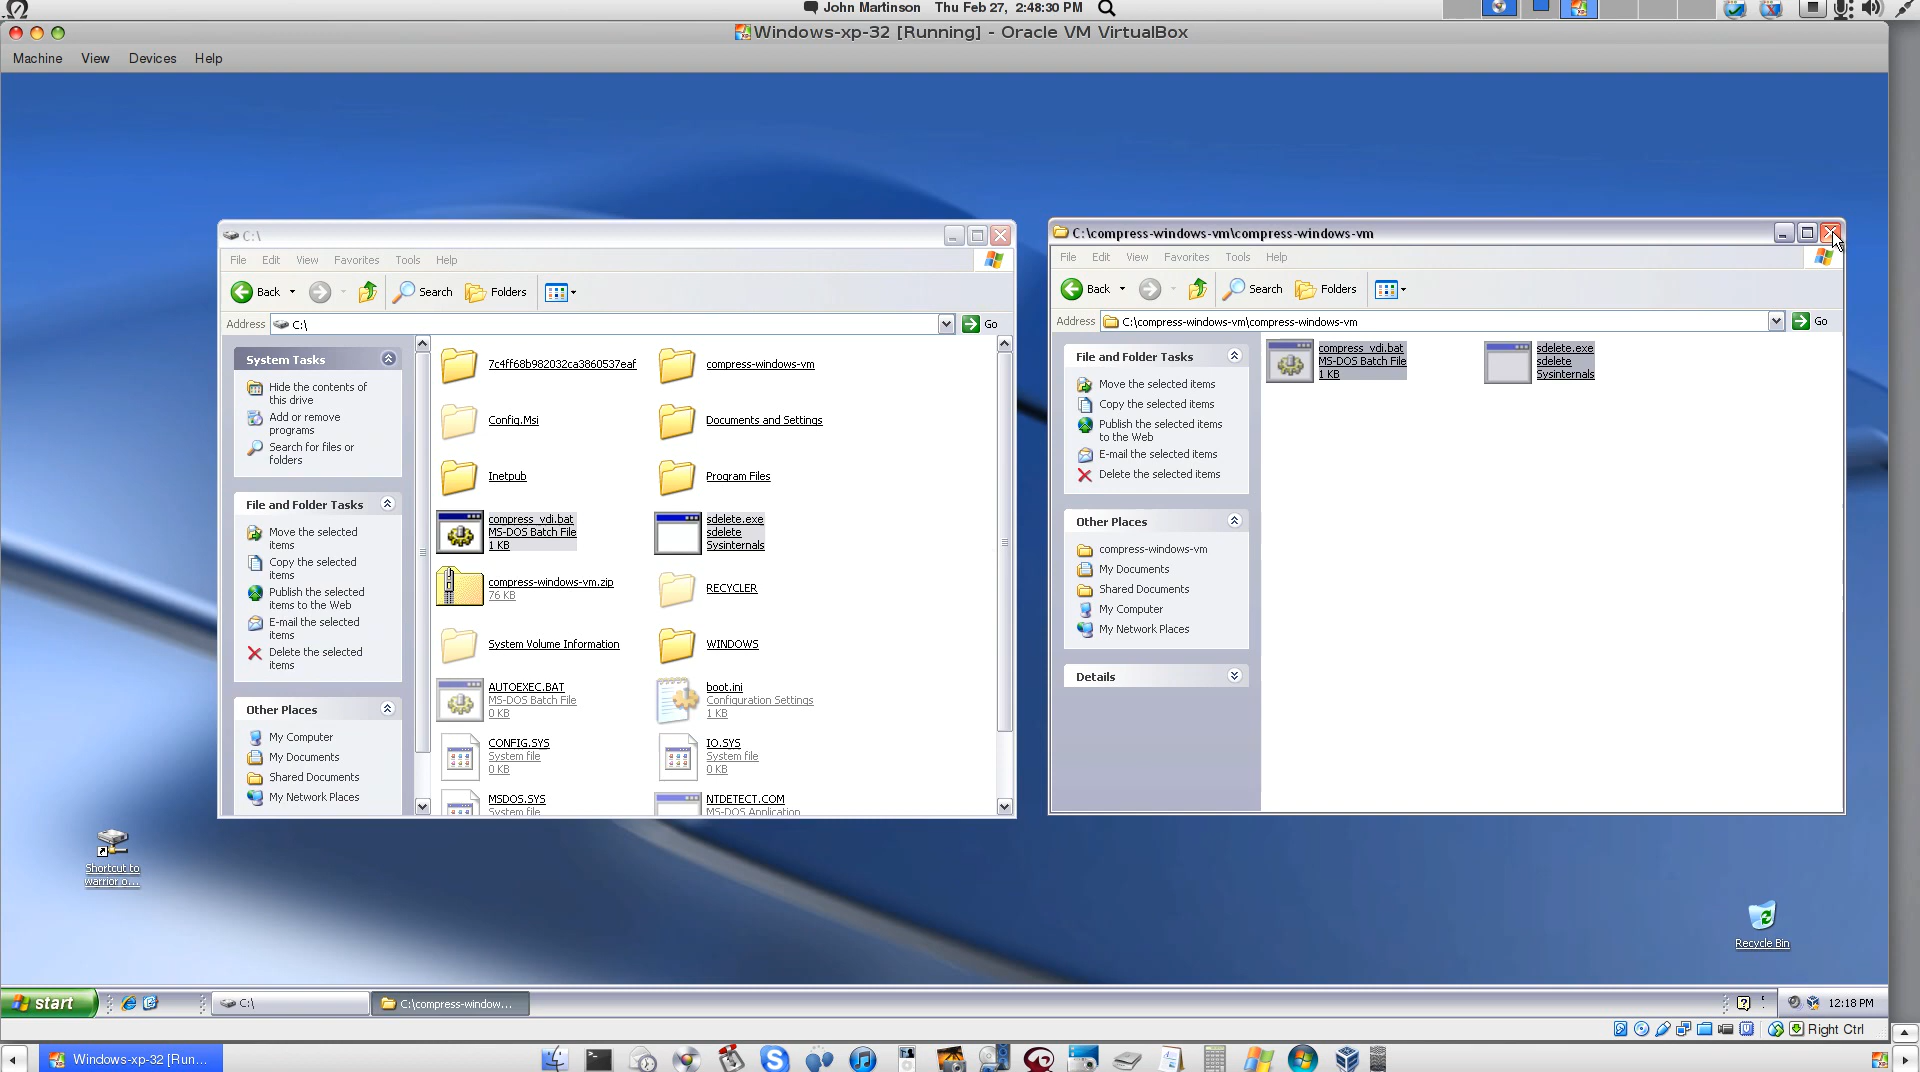 John Martinson Thu Feb 27, 2:48:30 PM
Windows-xp-32 [Running] - Oracle VM VirtualBox
Machine View Devices Help
C:\
File Edit View Favorites Tools Help
Back Search Folders
Address C:\ Go
System Tasks
Hide the contents of
this drive
Add or remove
programs
Search for files or
folders
File and Folder Tasks
Move the selected
items
Copy the selected
items
Publish the selected
items to the Web
E-mail the selected
items
Delete the selected
items
Other Places
My Computer
My Documents
Shared Documents
My Network Places
7c4ff68b982032ca3860537eaf
compress-windows-vm
Config.Msi
Documents and Settings
Inetpub
Program Files
compress_vdi.bat
MS-DOS Batch File
1 KB
sdelete.exe
sdelete
Sysinternals
compress-windows-vm.zip
76 KB
RECYCLER
System Volume Information
WINDOWS
AUTOEXEC.BAT
MS-DOS Batch File
0 KB
boot.ini
Configuration Settings
1 KB
CONFIG.SYS
System file
0 KB
IO.SYS
System file
0 KB
MSDOS.SYS
System file
NTDETECT.COM
MS-DOS Application
C:\compress-windows-vm\compress-windows-vm
File Edit View Favorites Tools Help
Back Search Folders
Address C:\compress-windows-vm\compress-windows-vm Go
File and Folder Tasks
Move the selected items
Copy the selected items
Publish the selected items
to the Web
E-mail the selected items
Delete the selected items
Other Places
compress-windows-vm
My Documents
Shared Documents
My Computer
My Network Places
Details
compress_vdi.bat
MS-DOS Batch File
1 KB
sdelete.exe
sdelete
Sysinternals
Shortcut to
warrior o...
Recycle Bin
start C:\ C:\compress-window... 12:18 PM
Right Ctrl
Windows-xp-32 [Run...